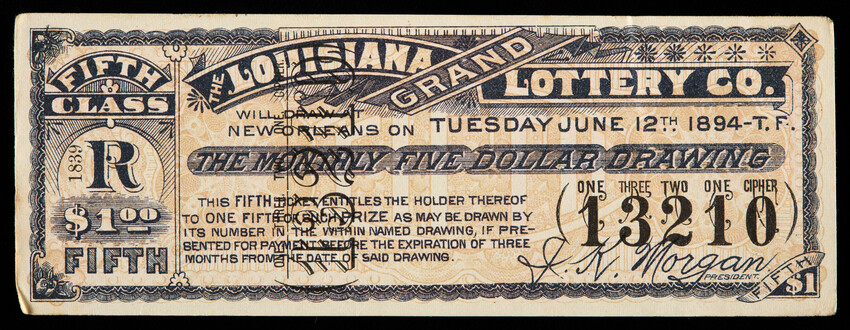 FIFTH
CLASS
1839
R
$1.00
FIFTH
THE LOUISIANA
GRAND
LOTTERY CO.
WILL DRAW AT
NEW ORLEANS ON TUESDAY JUNE 12TH 1894-T. F.
THE MONTHLY FIVE DOLLAR DRAWING
THIS FIFTH TICKET ENTITLES THE HOLDER THEREOF
TO ONE FIFTH OF SUCH PRIZE AS MAY BE DRAWN BY
ITS NUMBER IN THE WITHIN NAMED DRAWING, IF PRE-
SENTED FOR PAYMENT BEFORE THE EXPIRATION OF THREE
MONTHS FROM THE DATE OF SAID DRAWING.
ONE THREE TWO ONE CIPHER
13210
J. K. Morgan
PRESIDENT.
FIFTH
$1